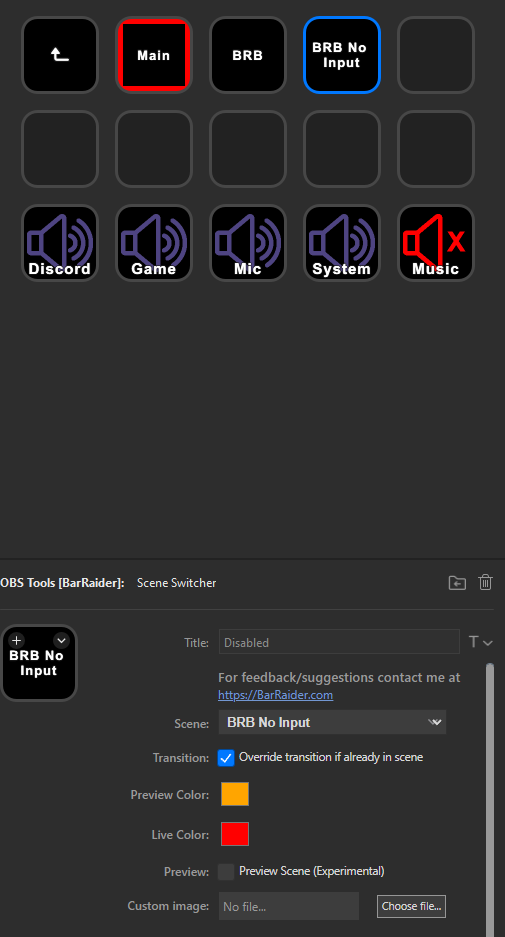 Main
BRB
BRB No
Input
Discord
Game
Mic
System
X
Music
OBS Tools [BarRaider]: Scene Switcher
BRB No
Input
Title: Disabled T
For feedback/suggestions contact me at
https://BarRaider.com
Scene: BRB No Input
Transition: Override transition if already in scene
Preview Color:
Live Color:
Preview: Preview Scene (Experimental)
Custom image: No file... Choose file...